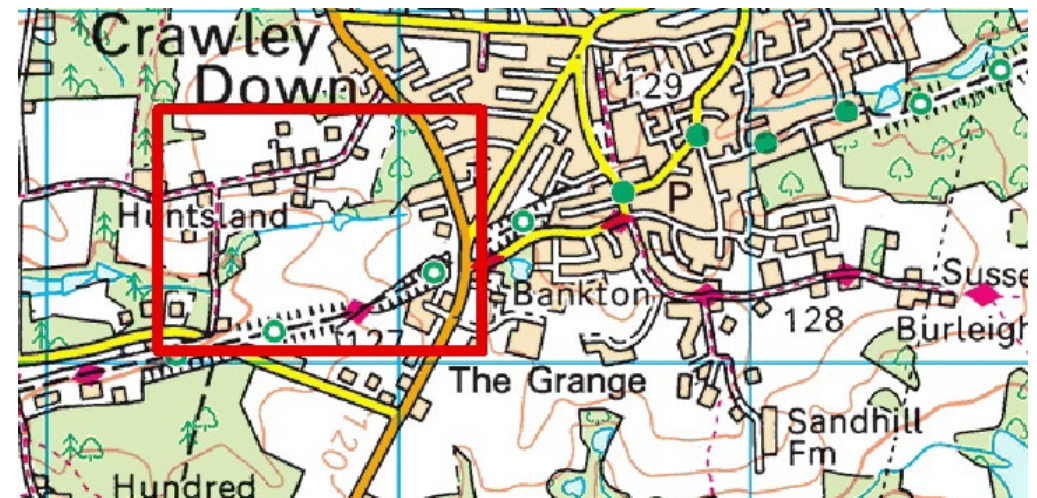 Crawley
Down
129
P
Huntsland
Bankton
127
128
Susse
Burleigh
The Grange
120
Sandhill
Fm
Hundred